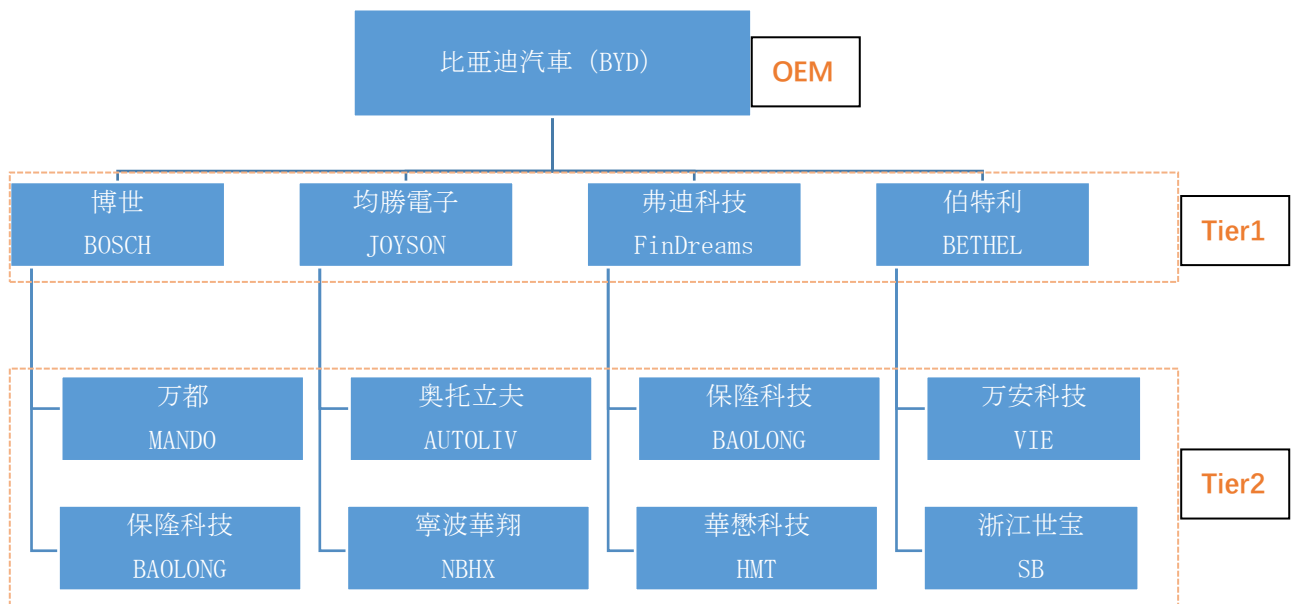 比亜迪汽車 (BYD)
OEM
博世
BOSCH
均勝電子
JOYSON
弗迪科技
FinDreams
伯特利
BETHEL
Tier1
万都
MANDO
奥托立夫
AUTOLIV
保隆科技
BAOLONG
万安科技
VIE
Tier2
保隆科技
BAOLONG
寧波華翔
NBHX
華懋科技
HMT
浙江世宝
SB